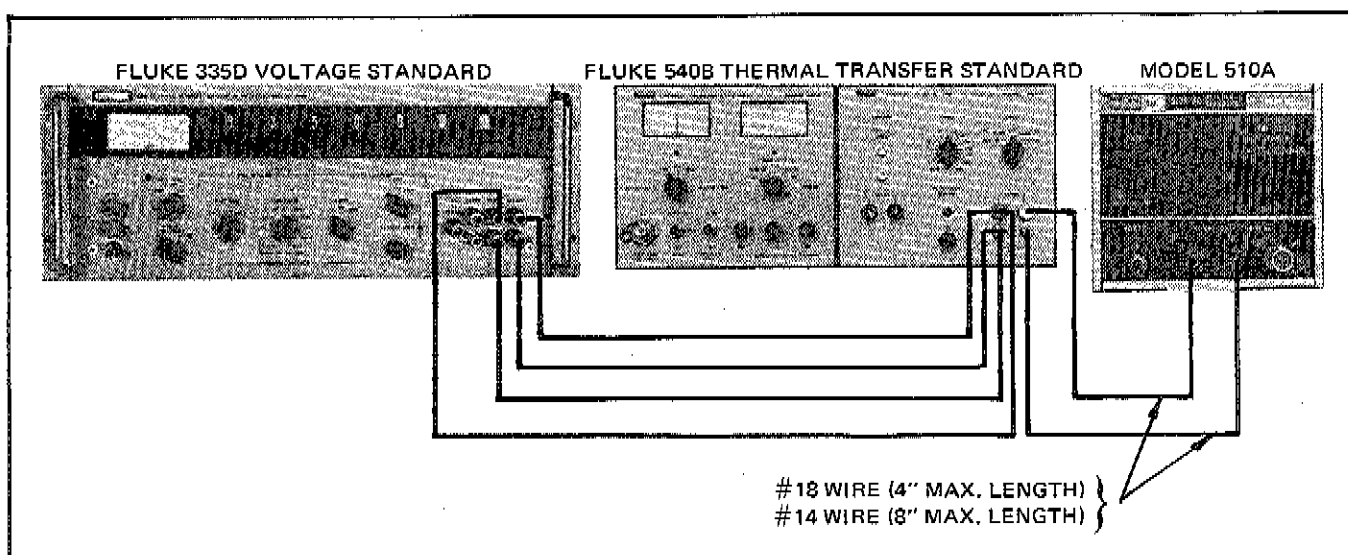 FLUKE 335D VOLTAGE STANDARD
FLUKE 540B THERMAL TRANSFER STANDARD
MODEL 510A
#18 WIRE (4" MAX. LENGTH)
#14 WIRE (8" MAX. LENGTH)